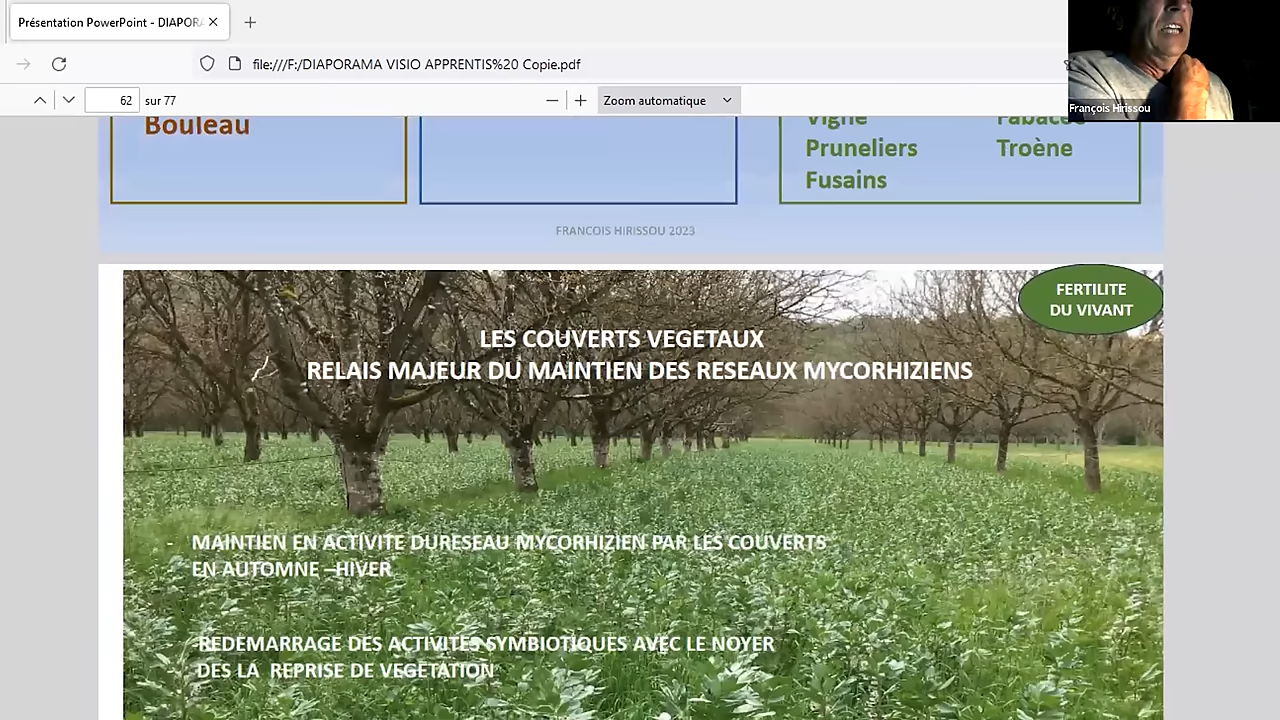 Présentation PowerPoint - DIAPORA
file:///F:/DIAPORAMA VISIO APPRENTIS%20 Copie.pdf
62 sur 77
Zoom automatique
François Hirissou
Bouleau
Vigne Fabacée
Pruneliers Troène
Fusains
FRANCOIS HIRISSOU 2023
FERTILITE
DU VIVANT
LES COUVERTS VEGETAUX
RELAIS MAJEUR DU MAINTIEN DES RESEAUX MYCORHIZIENS
- MAINTIEN EN ACTIVITE DURESEAU MYCORHIZIEN PAR LES COUVERTS
EN AUTOMNE –HIVER
-REDEMARRAGE DES ACTIVITES SYMBIOTIQUES AVEC LE NOYER
DES LA REPRISE DE VEGETATION